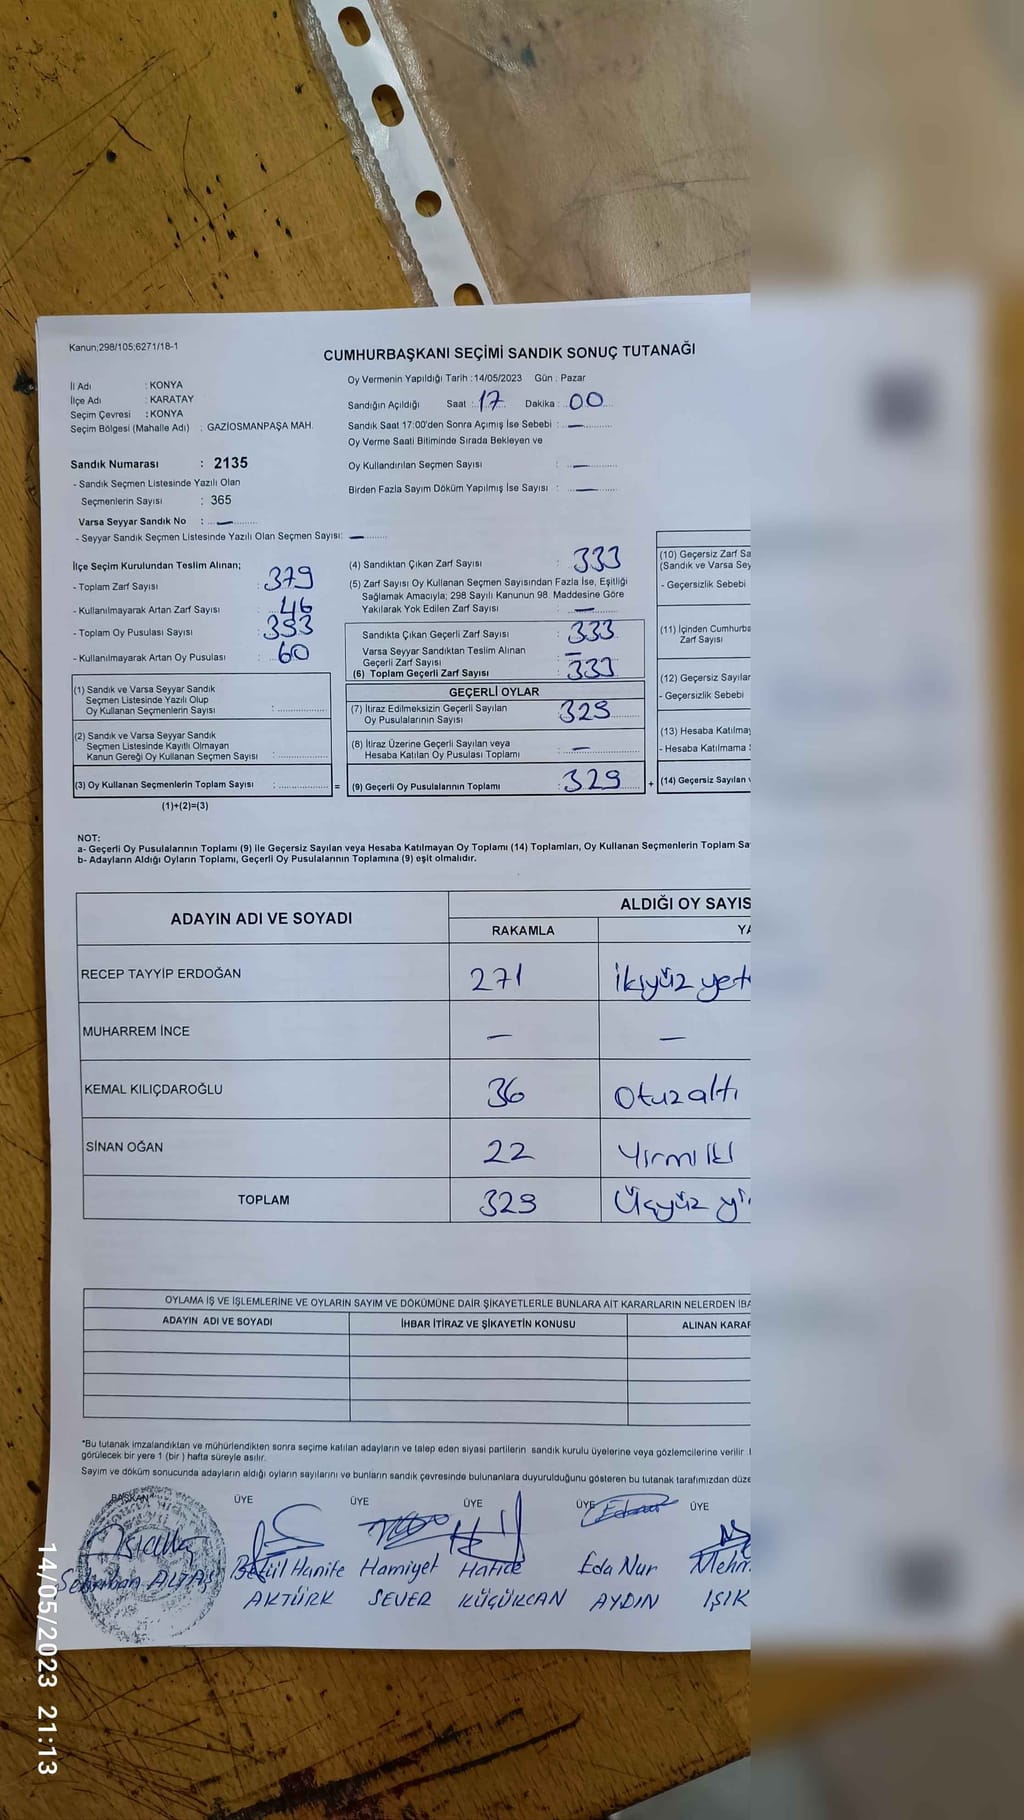 Kanun;298/105;6271/18-1
CUMHURBAŞKANI SEÇİMİ SANDIK SONUÇ TUTANAĞI
İl Adı : KONYA
İlçe Adı : KARATAY
Seçim Çevresi : KONYA
Seçim Bölgesi (Mahalle Adı) : GAZİOSMANPAŞA MAH.
Oy Vermenin Yapıldığı Tarih :14/05/2023 Gün : Pazar
Sandığın Açıldığı Saat : 17 Dakika : 00
Sandık Saat 17:00'den Sonra Açımış İse Sebebi : —
Oy Verme Saati Bitiminde Sırada Bekleyen ve
Oy Kullandırılan Seçmen Sayısı : —
Birden Fazla Sayım Döküm Yapılmış İse Sayısı : —
Sandık Numarası : 2135
- Sandık Seçmen Listesinde Yazılı Olan
Seçmenlerin Sayısı : 365
Varsa Seyyar Sandık No : —
- Seyyar Sandık Seçmen Listesinde Yazılı Olan Seçmen Sayısı: —
İlçe Seçim Kurulundan Teslim Alınan;
- Toplam Zarf Sayısı : 379
- Kullanılmayarak Artan Zarf Sayısı : 46
- Toplam Oy Pusulası Sayısı : 393
- Kullanılmayarak Artan Oy Pusulası : 60
(1) Sandık ve Varsa Seyyar Sandık
Seçmen Listesinde Yazılı Olup
Oy Kullanan Seçmenlerin Sayısı :
(2) Sandık ve Varsa Seyyar Sandık
Seçmen Listesinde Kayıtlı Olmayan
Kanun Gereği Oy Kullanan Seçmen Sayısı :
(3) Oy Kullanan Seçmenlerin Toplam Sayısı : =
(1)+(2)=(3)
(4) Sandıktan Çıkan Zarf Sayısı : 333
(5) Zarf Sayısı Oy Kullanan Seçmen Sayısından Fazla İse, Eşitliği
Sağlamak Amacıyla; 298 Sayılı Kanunun 98. Maddesine Göre
Yakılarak Yok Edilen Zarf Sayısı : —
Sandıkta Çıkan Geçerli Zarf Sayısı : 333
Varsa Seyyar Sandıktan Teslim Alınan
Geçerli Zarf Sayısı : —
(6) Toplam Geçerli Zarf Sayısı : 333
GEÇERLİ OYLAR
(7) İtiraz Edilmeksizin Geçerli Sayılan
Oy Pusulalarının Sayısı : 329
(8) İtiraz Üzerine Geçerli Sayılan veya
Hesaba Katılan Oy Pusulası Toplamı : —
(9) Geçerli Oy Pusulalarının Toplamı : 329 +
(10) Geçersiz Zarf Sa
(Sandık ve Varsa Sey
- Geçersizlik Sebebi
(11) İçinden Cumhurba
Zarf Sayısı
(12) Geçersiz Sayılar
- Geçersizlik Sebebi
(13) Hesaba Katılmay
- Hesaba Katılmama
(14) Geçersiz Sayılan v
NOT:
a- Geçerli Oy Pusulalarının Toplamı (9) ile Geçersiz Sayılan veya Hesaba Katılmayan Oy Toplamı (14) Toplamları, Oy Kullanan Seçmenlerin Toplam Sa
b- Adayların Aldığı Oyların Toplamı, Geçerli Oy Pusulalarının Toplamına (9) eşit olmalıdır.
ADAYIN ADI VE SOYADI
ALDIĞI OY SAYIS
RAKAMLA YA
RECEP TAYYİP ERDOĞAN 271 ikiyüz yet
MUHARREM İNCE — —
KEMAL KILIÇDAROĞLU 36 Otuzaltı
SİNAN OĞAN 22 Yirmi iki
TOPLAM 329 Üçyüz yi
OYLAMA İŞ VE İŞLEMLERİNE VE OYLARIN SAYIM VE DÖKÜMÜNE DAİR ŞİKAYETLERLE BUNLARA AİT KARARLARIN NELERDEN İBA
ADAYIN ADI VE SOYADI İHBAR İTİRAZ VE ŞİKAYETİN KONUSU ALINAN KARAR
*Bu tutanak imzalandıktan ve mühürlendikten sonra seçime katılan adayların ve talep eden siyasi partilerin sandık kurulu üyelerine veya gözlemcilerine verilir
görülecek bir yere 1 (bir ) hafta süreyle asılır.
Sayım ve döküm sonucunda adayların aldığı oyların sayılarını ve bunların sandık çevresinde bulunanlara duyurulduğunu gösteren bu tutanak tarafımızdan düze
BAŞKAN ÜYE ÜYE ÜYE ÜYE ÜYE
ALTAŞ Betül Hanife Hamiyet Hatice Eda Nur Mehm
AKTÜRK SEVER KÜÇÜKCAN AYDIN IŞIK
14/05/2023 21:13